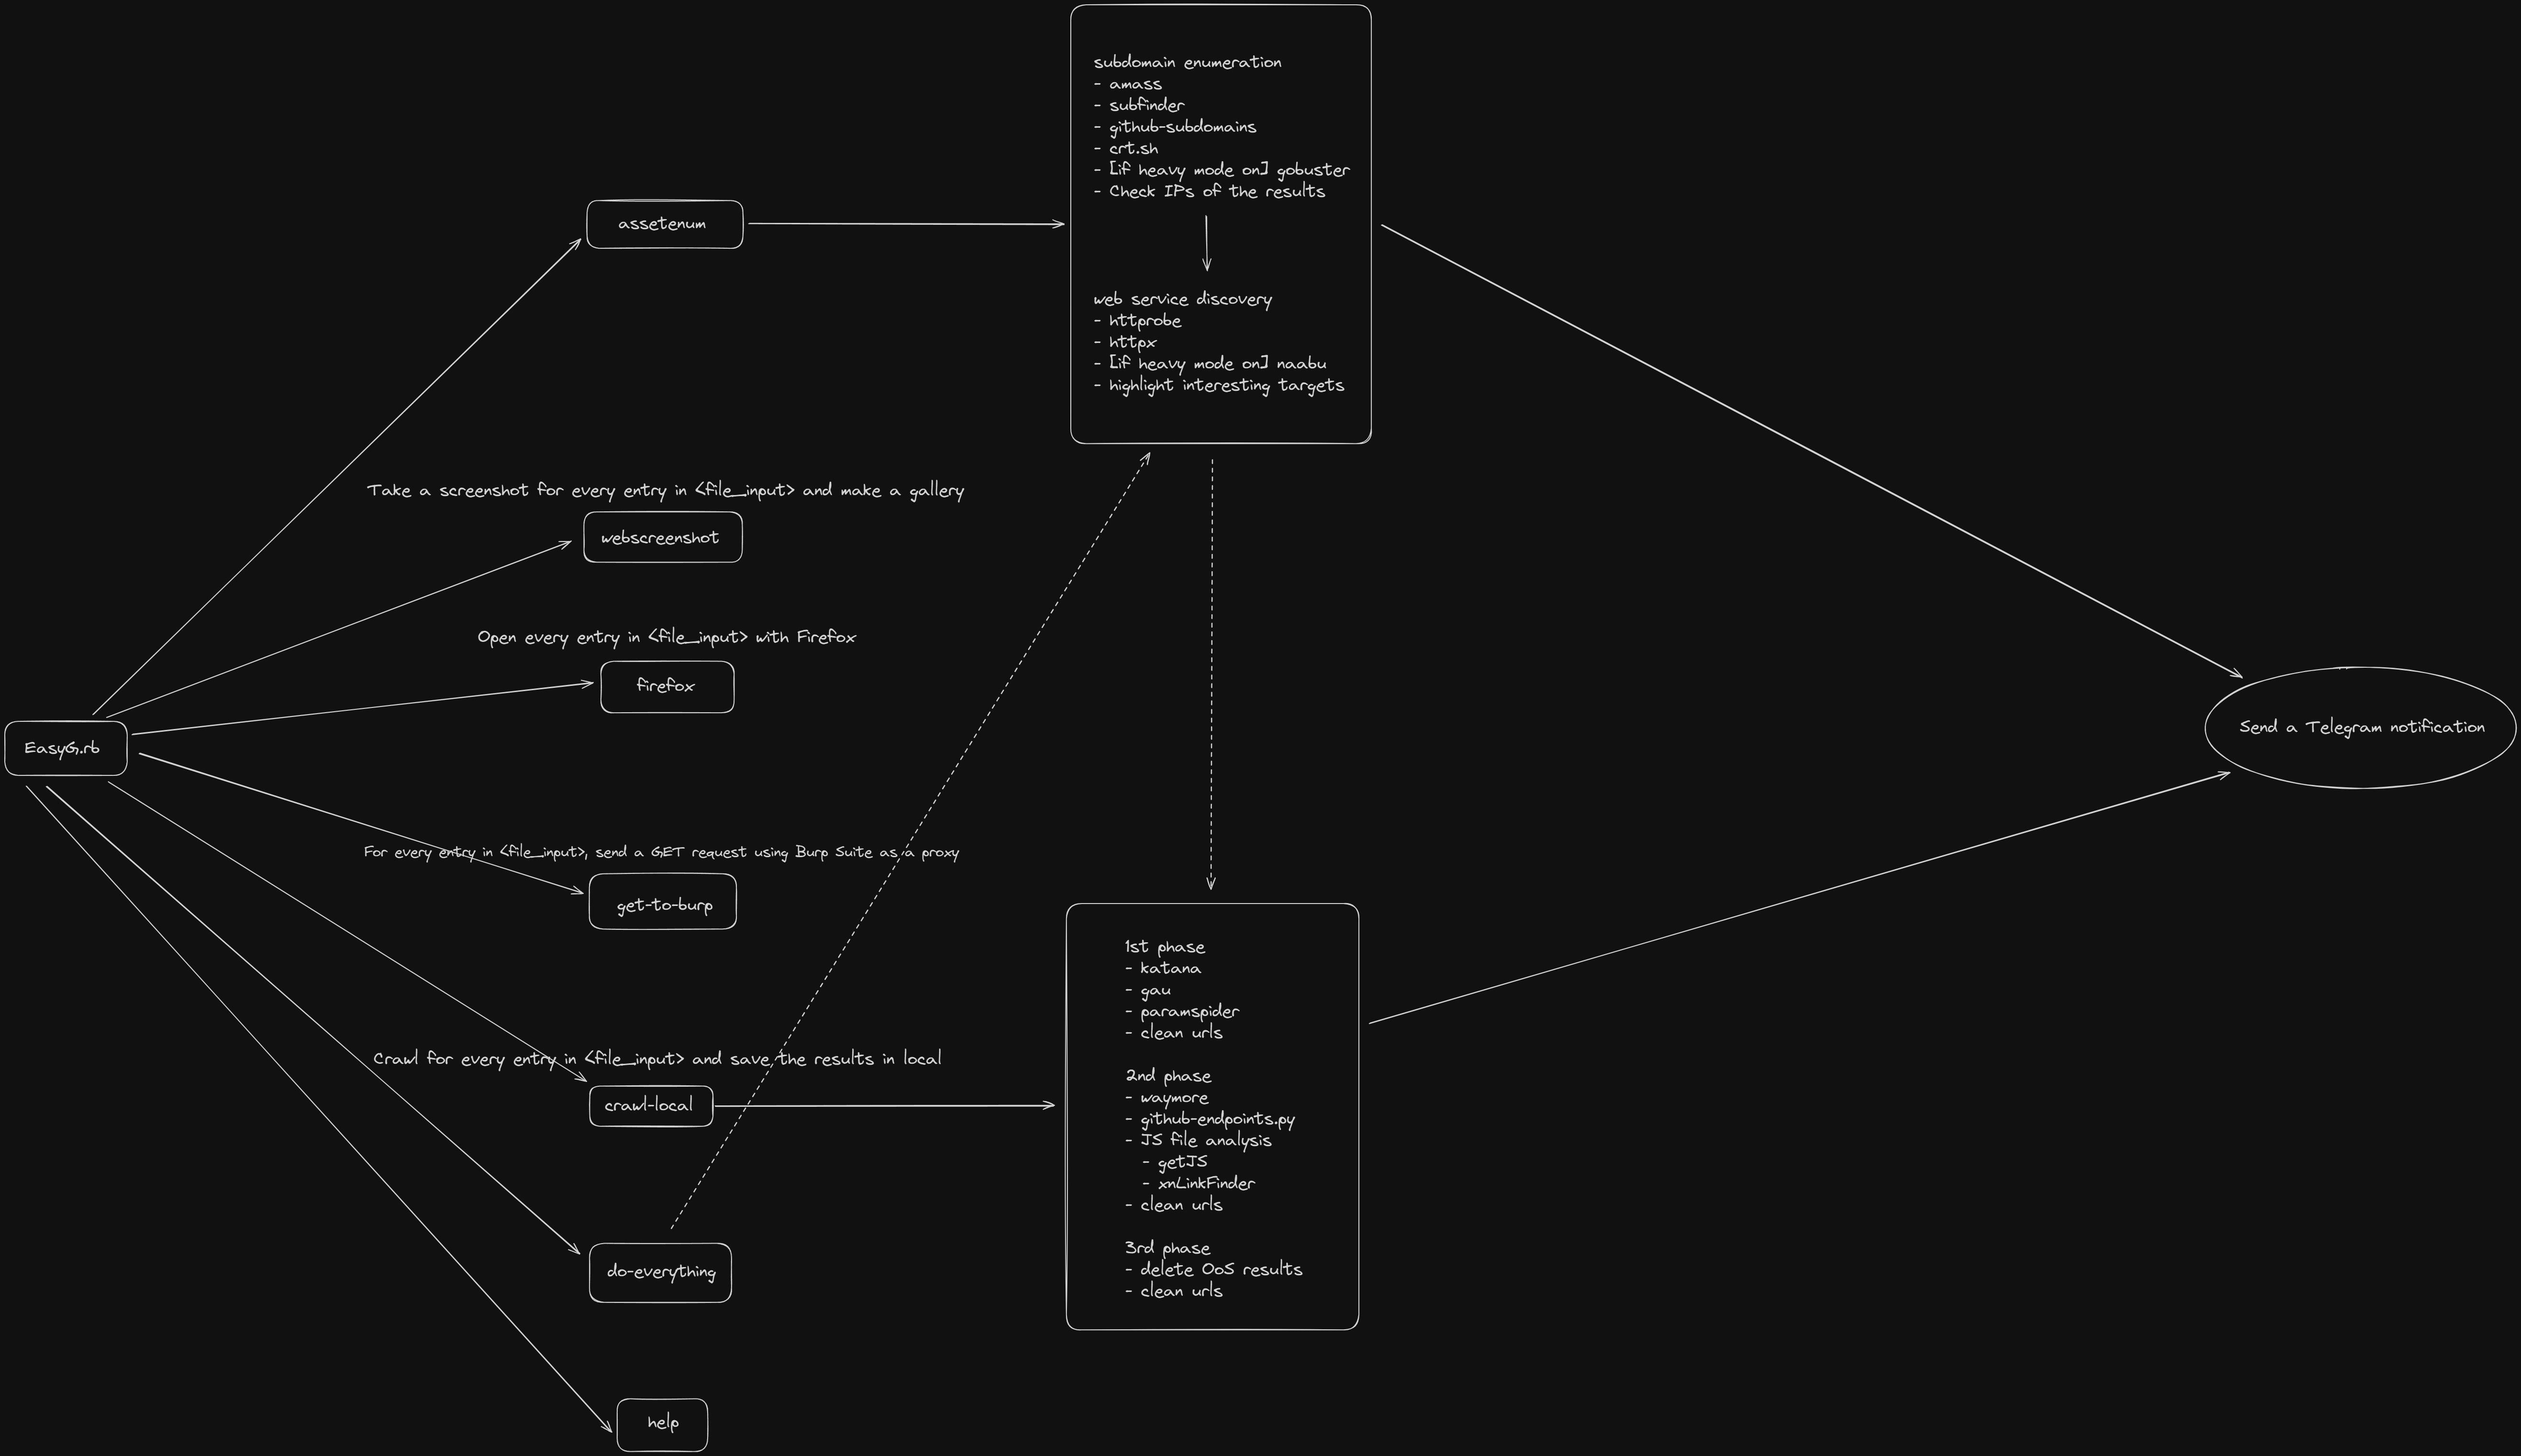 subdomain enumeration
- amass
- subfinder
- github-subdomains
- crt.sh
- [if heavy mode on] gobuster
- Check IPs of the results
assetenum
web service discovery
- httprobe
- httpx
- [if heavy mode on] naabu
- highlight interesting targets
Take a screenshot for every entry in <file_input> and make a gallery
webscreenshot
Open every entry in <file_input> with Firefox
firefox
EasyG.rb
Send a Telegram notification
For every entry in <file_input>, send a GET request using Burp Suite as a proxy
get-to-burp
Crawl for every entry in <file_input> and save the results in local
crawl-local
1st phase
- katana
- gau
- paramspider
- clean urls
2nd phase
- waymore
- github-endpoints.py
- JS file analysis
- getJS
- xnLinkFinder
- clean urls
3rd phase
- delete OoS results
- clean urls
do-everything
help